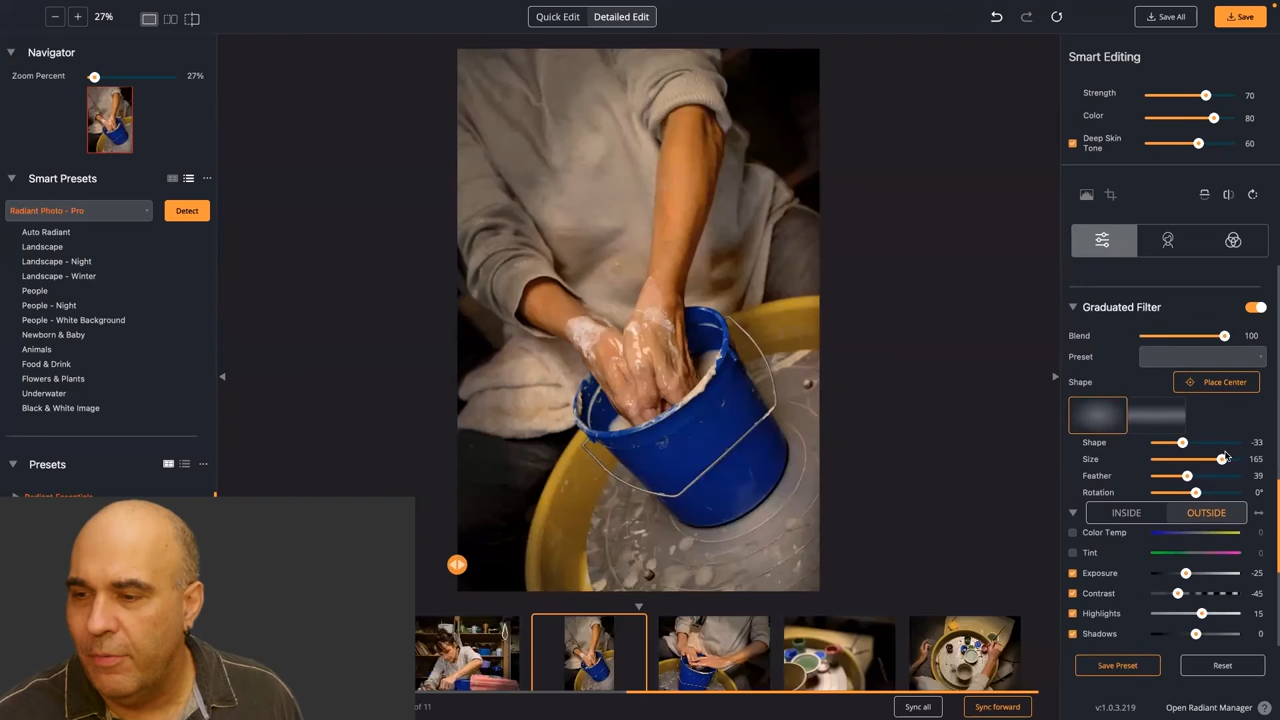 27%
Quick Edit
Detailed Edit
Save All
Save
Navigator
Zoom Percent
27%
Smart Presets
Radiant Photo - Pro
Detect
Auto Radiant
Landscape
Landscape - Night
Landscape - Winter
People
People - Night
People - White Background
Newborn & Baby
Animals
Food & Drink
Flowers & Plants
Underwater
Black & White Image
Presets
Radiant Essentials
of 11
Sync all
Sync forward
Smart Editing
Strength 70
Color 80
Deep Skin
Tone 60
Graduated Filter
Blend 100
Preset
Shape Place Center
Shape -33
Size 165
Feather 39
Rotation 0°
INSIDE OUTSIDE
Color Temp 0
Tint 0
Exposure -25
Contrast -45
Highlights 15
Shadows 0
Save Preset
Reset
v:1.0.3.219
Open Radiant Manager ?